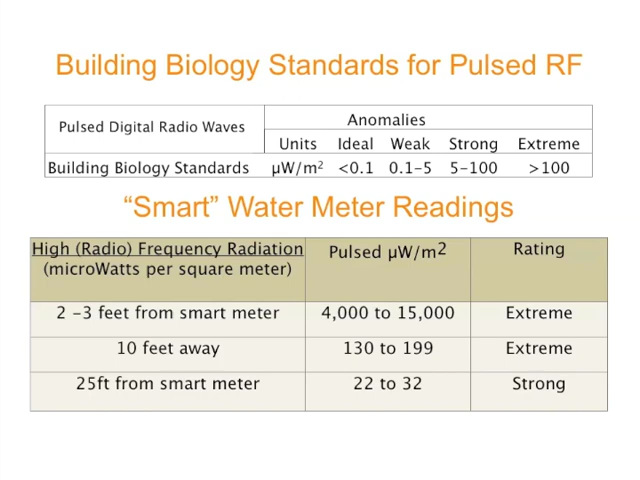 Building Biology Standards for Pulsed RF
Pulsed Digital Radio Waves
Anomalies
Units Ideal Weak Strong Extreme
Building Biology Standards μW/m² <0.1 0.1-5 5-100 >100
“Smart” Water Meter Readings
High (Radio) Frequency Radiation Pulsed μW/m2 Rating
(microWatts per square meter)
2 -3 feet from smart meter 4,000 to 15,000 Extreme
10 feet away 130 to 199 Extreme
25ft from smart meter 22 to 32 Strong